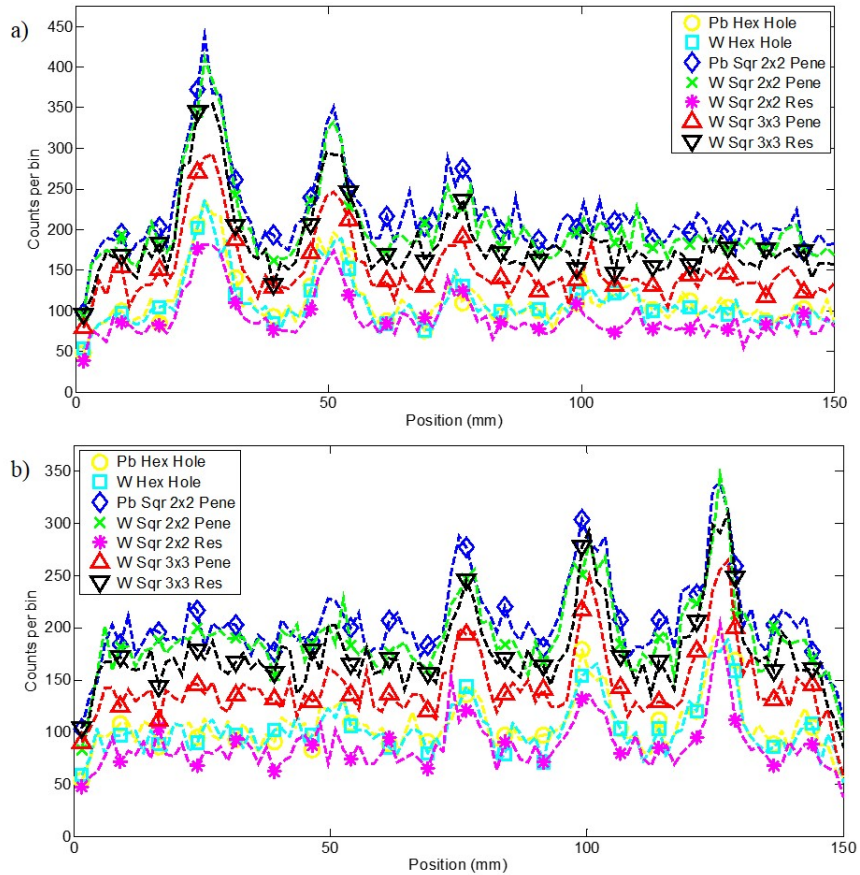 a)
450
400
350
300
250
200
150
100
50
0
Counts per bin
Pb Hex Hole
W Hex Hole
Pb Sqr 2x2 Pene
W Sqr 2x2 Pene
W Sqr 2x2 Res
W Sqr 3x3 Pene
W Sqr 3x3 Res
0 50 100 150
Position (mm)
b)
350
300
250
200
150
100
50
0
Counts per bin
Pb Hex Hole
W Hex Hole
Pb Sqr 2x2 Pene
W Sqr 2x2 Pene
W Sqr 2x2 Res
W Sqr 3x3 Pene
W Sqr 3x3 Res
0 50 100 150
Position (mm)